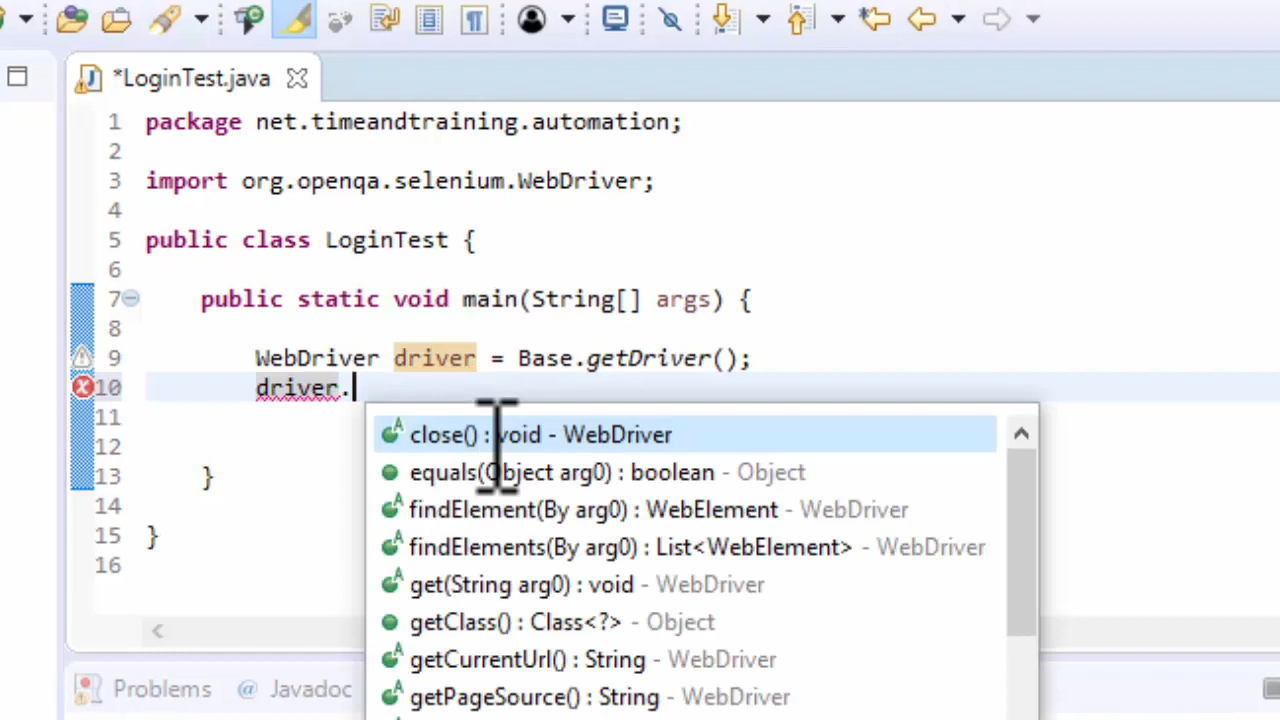 *LoginTest.java
1 package net.timeandtraining.automation;
2
3 import org.openqa.selenium.WebDriver;
4
5 public class LoginTest {
6
7 public static void main(String[] args) {
8
9 WebDriver driver = Base.getDriver();
10 driver.
11
12
13 }
14
15 }
16
close() : void - WebDriver
equals(Object arg0) : boolean - Object
findElement(By arg0) : WebElement - WebDriver
findElements(By arg0) : List<WebElement> - WebDriver
get(String arg0) : void - WebDriver
getClass() : Class<?> - Object
getCurrentUrl() : String - WebDriver
getPageSource() : String - WebDriver
Problems @ Javadoc